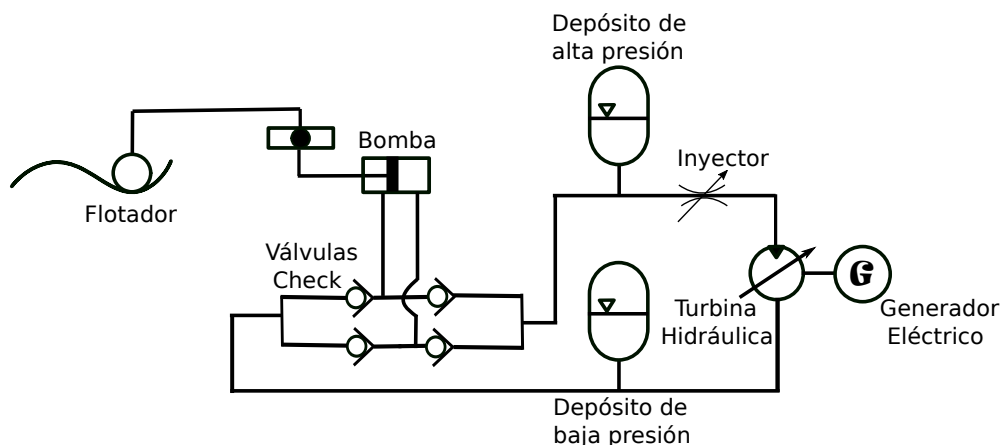 Depósito de
alta presión
Bomba
Inyector
Flotador
Válvulas
Check
G
Turbina
Hidráulica
Generador
Eléctrico
Depósito de
baja presión